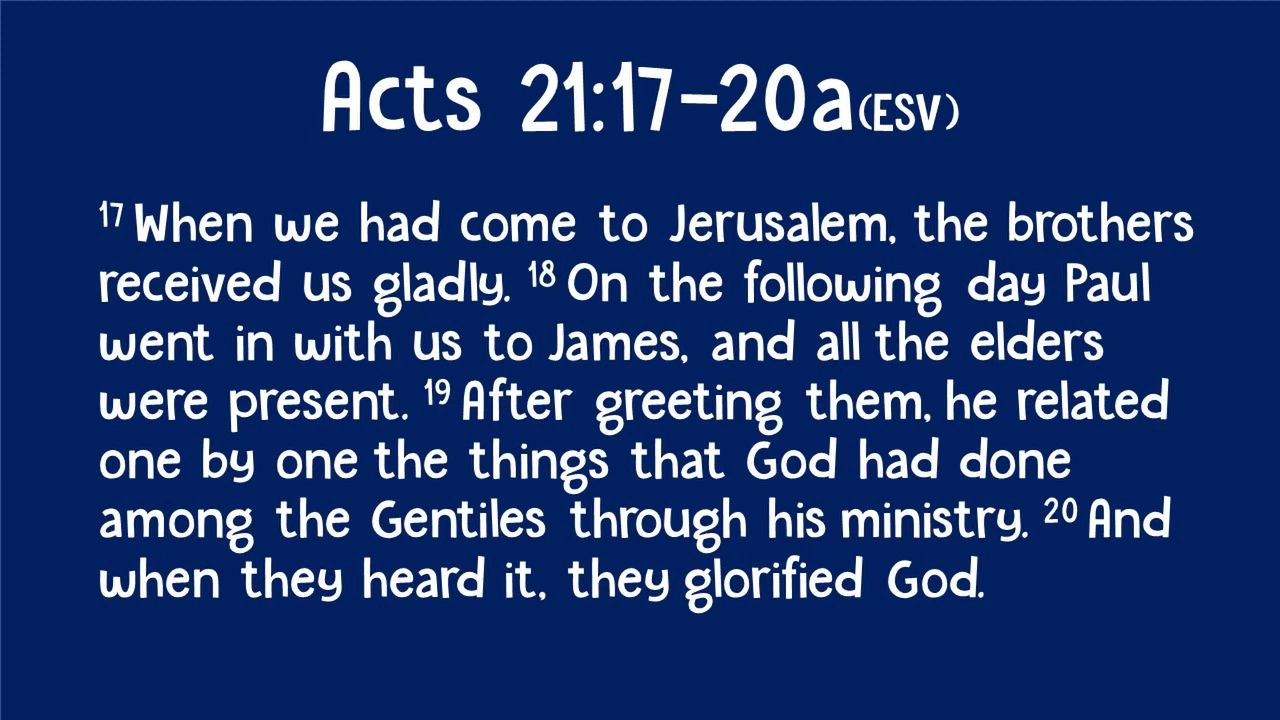 Acts 21:17-20a(ESV)
17 When we had come to Jerusalem, the brothers
received us gladly. 18 On the following day Paul
went in with us to James, and all the elders
were present. 19 After greeting them, he related
one by one the things that God had done
among the Gentiles through his ministry. 20 And
when they heard it, they glorified God.